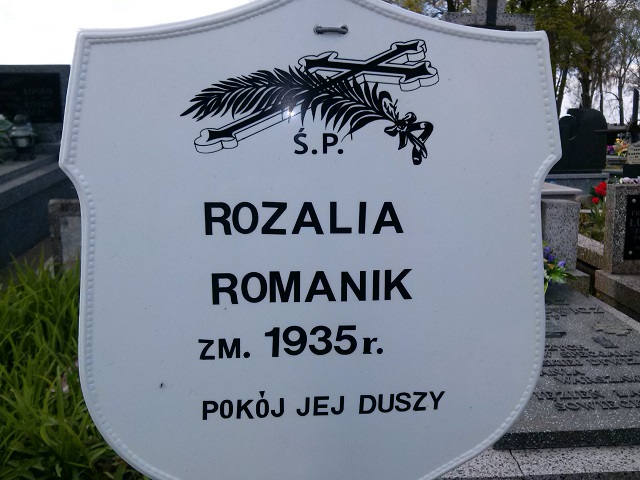 Ś.P.
ROZALIA
ROMANIK
ZM. 1935 r.
POKÓJ JEJ DUSZY